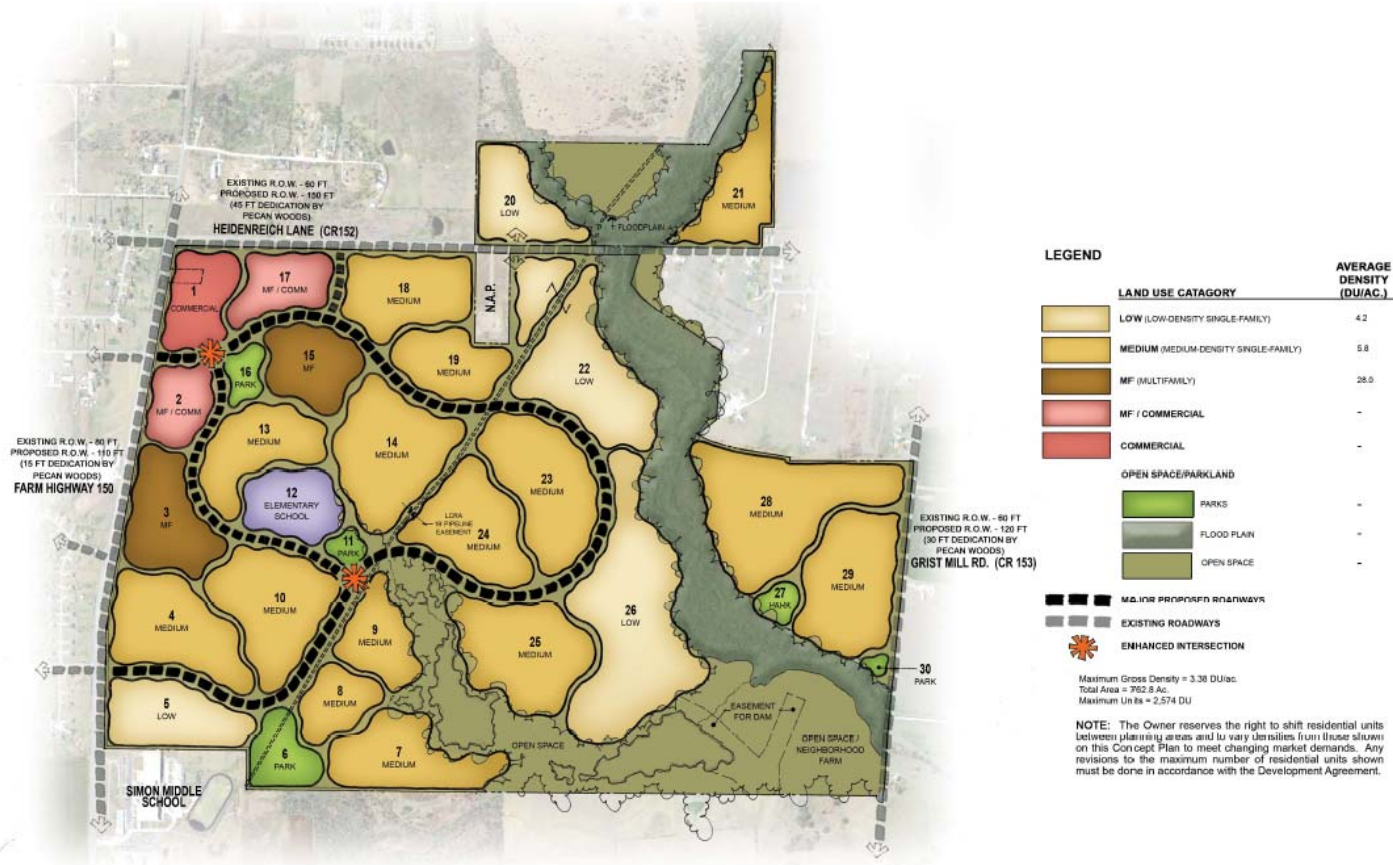 EXISTING R.O.W. - 60 FT
PROPOSED R.O.W. - 150 FT
(45 FT DEDICATION BY
PECAN WOODS)
HEIDENREICH LANE (CR152)
20
LOW
21
MEDIUM
FLOODPLAIN
1
COMMERCIAL
17
MF / COMM
18
MEDIUM
N.A.P.
16
PARK
15
MF
19
MEDIUM
22
LOW
2
MF / COMM
13
MEDIUM
14
MEDIUM
23
MEDIUM
EXISTING R.O.W. - 80 FT
PROPOSED R.O.W. - 110 FT
(15 FT DEDICATION BY
PECAN WOODS)
FARM HIGHWAY 150
3
MF
12
ELEMENTARY
SCHOOL
PIPELINE
EASEMENT
24
MEDIUM
11
PARK
28
MEDIUM
EXISTING R.O.W. - 60 FT
PROPOSED R.O.W. - 120 FT
(30 FT DEDICATION BY
PECAN WOODS)
GRIST MILL RD. (CR 153)
4
MEDIUM
10
MEDIUM
9
MEDIUM
25
MEDIUM
26
LOW
27
PARK
29
MEDIUM
30
PARK
5
LOW
8
MEDIUM
6
PARK
7
MEDIUM
OPEN SPACE
EASEMENT
FOR DAM
OPEN SPACE /
NEIGHBORHOOD
FARM
SIMON MIDDLE
SCHOOL
LEGEND
LAND USE CATAGORY
AVERAGE
DENSITY
(DU/AC.)
LOW (LOW-DENSITY SINGLE-FAMILY) 4.2
MEDIUM (MEDIUM-DENSITY SINGLE-FAMILY) 5.8
MF (MULTIFAMILY) 28.0
MF / COMMERCIAL -
COMMERCIAL -
OPEN SPACE/PARKLAND
PARKS -
FLOOD PLAIN -
OPEN SPACE -
MAJOR PROPOSED ROADWAYS
EXISTING ROADWAYS
ENHANCED INTERSECTION
Maximum Gross Density = 3.38 DU/ac.
Total Area = 762.8 Ac.
Maximum Units = 2,574 DU
NOTE: The Owner reserves the right to shift residential units
between planning areas and to vary densities from those shown
on this Concept Plan to meet changing market demands. Any
revisions to the maximum number of residential units shown
must be done in accordance with the Development Agreement.